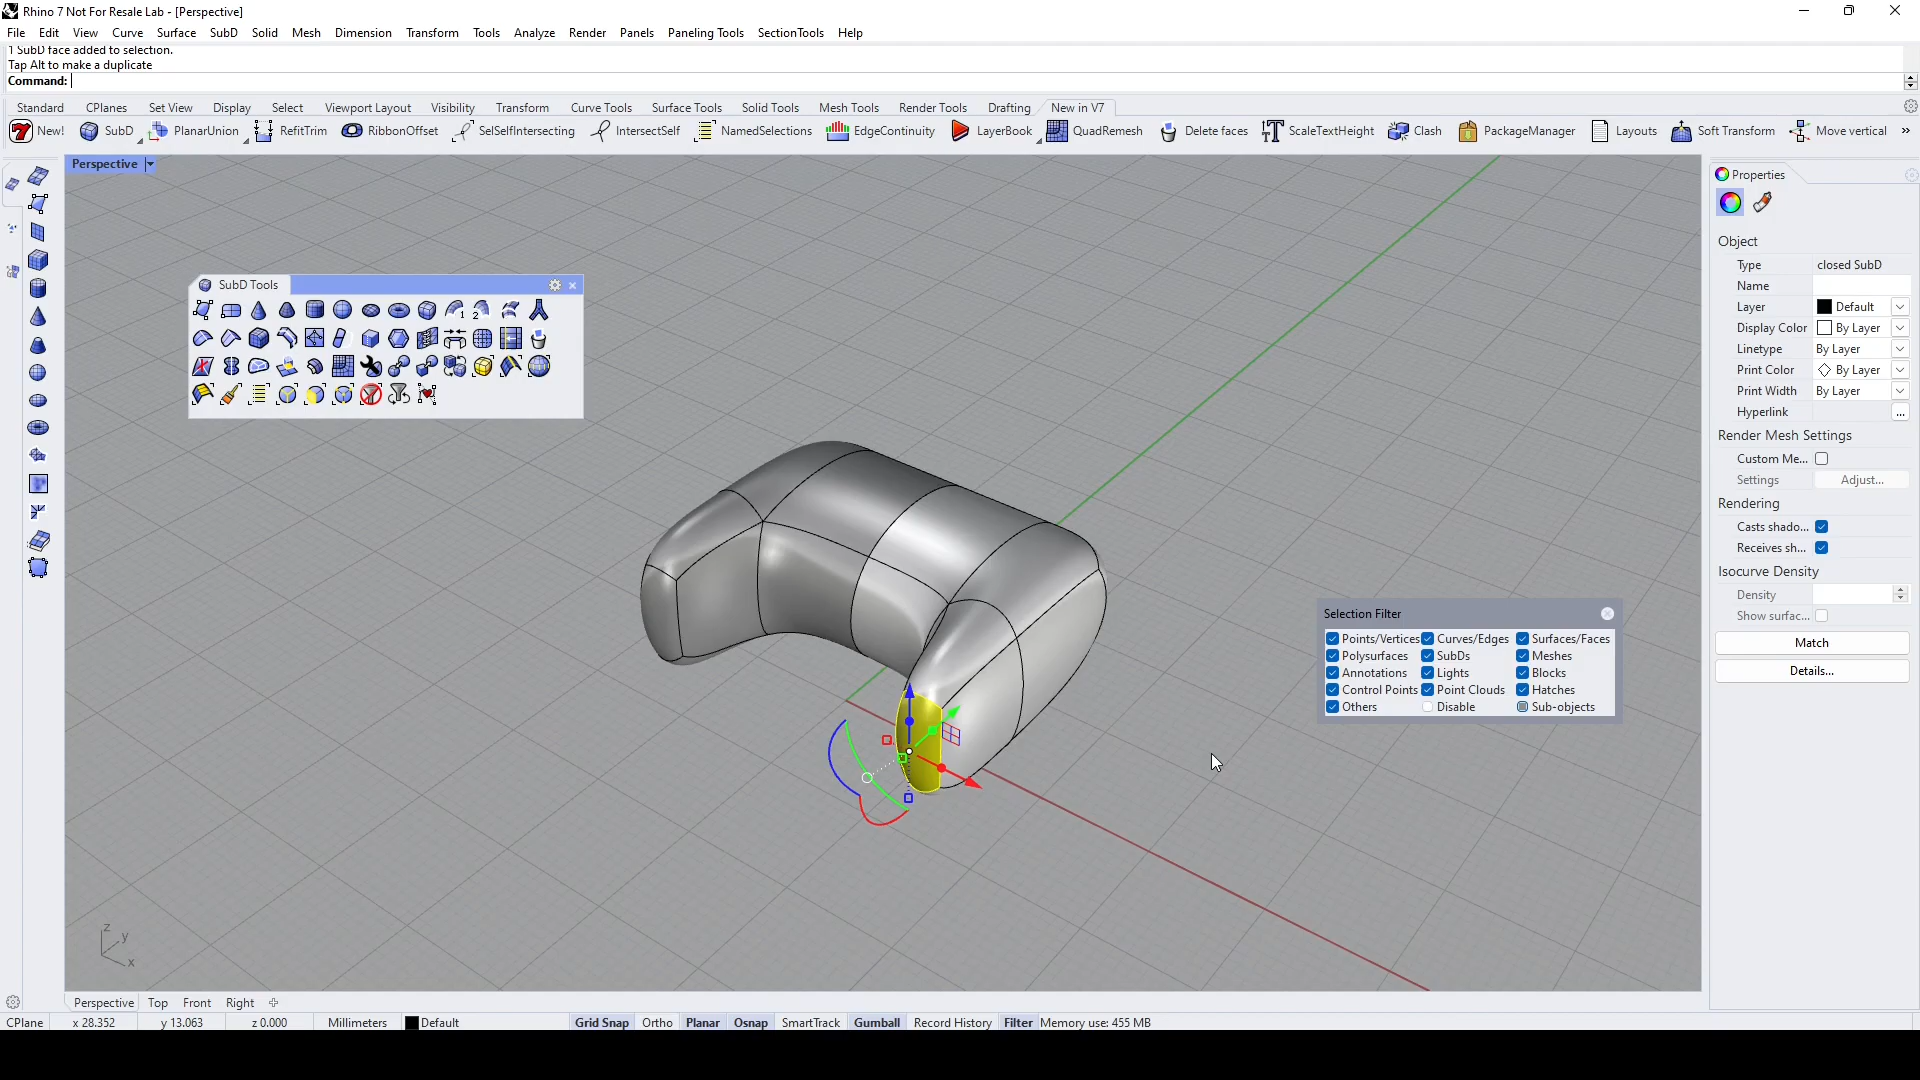 Rhino 7 Not For Resale Lab - [Perspective]
File Edit View Curve Surface SubD Solid Mesh Dimension Transform Tools Analyze Render Panels Paneling Tools SectionTools Help
1 SubD face added to selection.
Tap Alt to make a duplicate
Command:
Standard CPlanes Set View Display Select Viewport Layout Visibility Transform Curve Tools Surface Tools Solid Tools Mesh Tools Render Tools Drafting New in V7
7 New! SubD PlanarUnion RefitTrim RibbonOffset SelSelfIntersecting IntersectSelf NamedSelections EdgeContinuity LayerBook QuadRemesh Delete faces ScaleTextHeight Clash PackageManager Layouts Soft Transform Move vertical »
Perspective
Properties
SubD Tools
1 2
Object
Type closed SubD
Name
Layer Default
Display Color By Layer
Linetype By Layer
Print Color By Layer
Print Width By Layer
Hyperlink ...
Render Mesh Settings
Custom Me...
Settings Adjust...
Rendering
Casts shado...
Receives sh...
Isocurve Density
Density
Show surfac...
Match
Details...
Selection Filter
Points/Vertices Curves/Edges Surfaces/Faces
Polysurfaces SubDs Meshes
Annotations Lights Blocks
Control Points Point Clouds Hatches
Others Disable Sub-objects
z
y
x
Perspective Top Front Right
CPlane x 28.352 y 13.063 z 0.000 Millimeters Default Grid Snap Ortho Planar Osnap SmartTrack Gumball Record History Filter Memory use: 455 MB